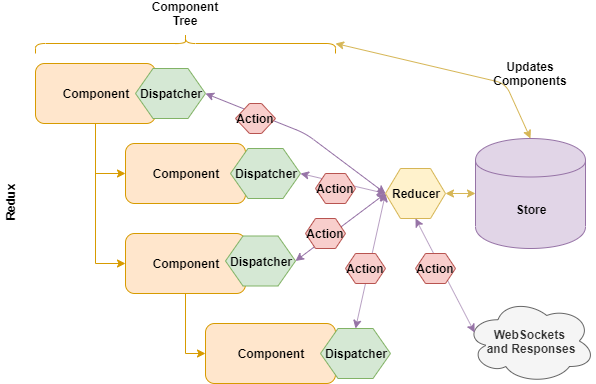 Component
Tree
Updates
Components
Component
Dispatcher
Action
Component
Dispatcher
Action
Reducer
Store
Redux
Action
Component
Dispatcher
Action
Action
WebSockets
and Responses
Component
Dispatcher